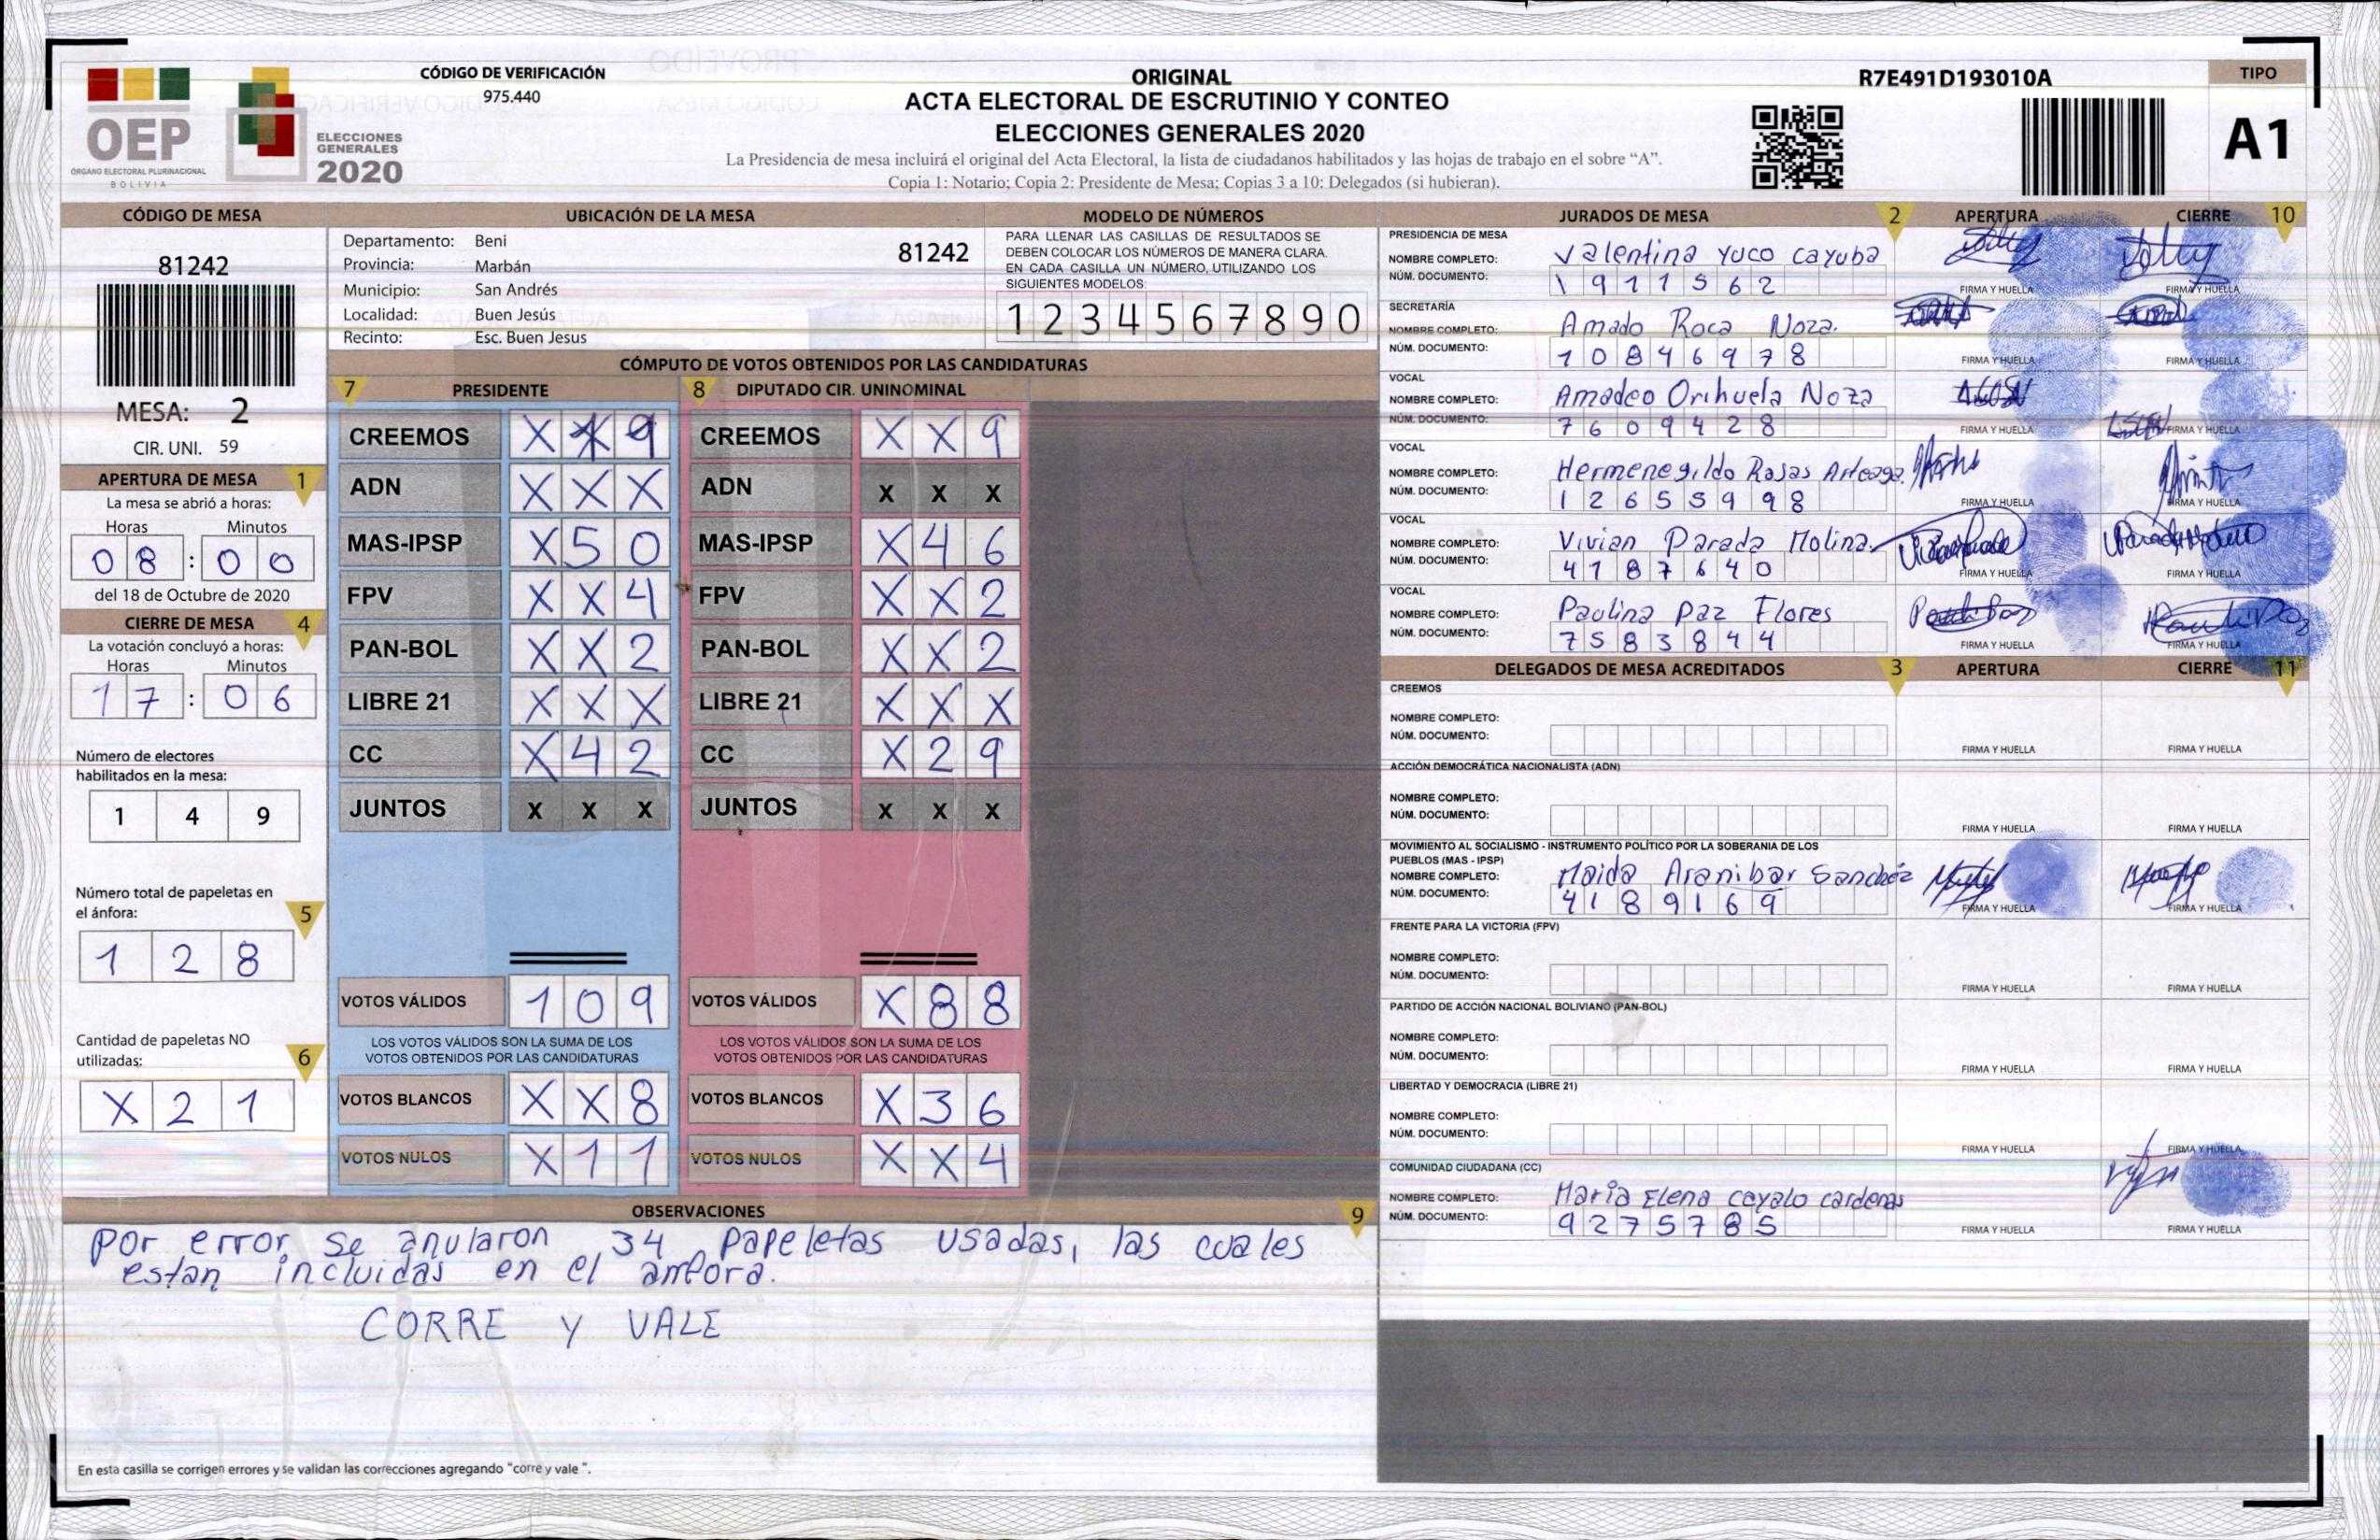 CÓDIGO DE VERIFICACIÓN
975.440
OEP
ÓRGANO ELECTORAL PLURINACIONAL
BOLIVIA
ELECCIONES
GENERALES
2020
ORIGINAL
ACTA ELECTORAL DE ESCRUTINIO Y CONTEO
ELECCIONES GENERALES 2020
La Presidencia de mesa incluirá el original del Acta Electoral, la lista de ciudadanos habilitados y las hojas de trabajo en el sobre “A”.
Copia 1: Notario; Copia 2: Presidente de Mesa; Copias 3 a 10: Delegados (si hubieran).
R7E491D193010A
TIPO
A1
CÓDIGO DE MESA
81242
MESA: 2
CIR. UNI. 59
APERTURA DE MESA 1
La mesa se abrió a horas:
Horas Minutos
08 : 00
del 18 de Octubre de 2020
CIERRE DE MESA 4
La votación concluyó a horas:
Horas Minutos
17 : 06
Número de electores
habilitados en la mesa:
1 4 9
Número total de papeletas en
el ánfora: 5
1 2 8
Cantidad de papeletas NO
utilizadas: 6
X 2 1
UBICACIÓN DE LA MESA
Departamento: Beni 81242
Provincia: Marbán
Municipio: San Andrés
Localidad: Buen Jesús
Recinto: Esc. Buen Jesus
MODELO DE NÚMEROS
PARA LLENAR LAS CASILLAS DE RESULTADOS SE
DEBEN COLOCAR LOS NÚMEROS DE MANERA CLARA.
EN CADA CASILLA UN NÚMERO, UTILIZANDO LOS
SIGUIENTES MODELOS
1 2 3 4 5 6 7 8 9 0
CÓMPUTO DE VOTOS OBTENIDOS POR LAS CANDIDATURAS
7 PRESIDENTE 8 DIPUTADO CIR. UNINOMINAL
CREEMOS X X 9 CREEMOS X X 9
ADN X X X ADN X X X
MAS-IPSP X 5 0 MAS-IPSP X 4 6
FPV X X 4 FPV X X 2
PAN-BOL X X 2 PAN-BOL X X 2
LIBRE 21 X X X LIBRE 21 X X X
CC X 4 2 CC X 2 9
JUNTOS X X X JUNTOS X X X
VOTOS VÁLIDOS 1 0 9 VOTOS VÁLIDOS X 8 8
LOS VOTOS VÁLIDOS SON LA SUMA DE LOS LOS VOTOS VÁLIDOS SON LA SUMA DE LOS
VOTOS OBTENIDOS POR LAS CANDIDATURAS VOTOS OBTENIDOS POR LAS CANDIDATURAS
VOTOS BLANCOS X X 8 VOTOS BLANCOS X 3 6
VOTOS NULOS X 1 1 VOTOS NULOS X X 4
OBSERVACIONES 9
Por error se anularon 34 papeletas usadas, las cuales
estan incluidas en el anfora.
CORRE Y VALE
En esta casilla se corrigen errores y se validan las correcciones agregando "corre y vale ".
JURADOS DE MESA 2 APERTURA CIERRE 10
PRESIDENCIA DE MESA
NOMBRE COMPLETO: Valentina Yuco Cayuba
NÚM. DOCUMENTO: 1911562
FIRMA Y HUELLA FIRMA Y HUELLA
SECRETARÍA
NOMBRE COMPLETO: Amado Roca Noza.
NÚM. DOCUMENTO: 10846978
FIRMA Y HUELLA FIRMA Y HUELLA
VOCAL
NOMBRE COMPLETO: Amadeo Orihuela Noza
NÚM. DOCUMENTO: 7609428
FIRMA Y HUELLA FIRMA Y HUELLA
VOCAL
NOMBRE COMPLETO: Hermenegildo Rojas Arteaga
NÚM. DOCUMENTO: 12655998
FIRMA Y HUELLA FIRMA Y HUELLA
VOCAL
NOMBRE COMPLETO: Vivian Parada Molina
NÚM. DOCUMENTO: 4187640
FIRMA Y HUELLA FIRMA Y HUELLA
VOCAL
NOMBRE COMPLETO: Paulina Paz Flores
NÚM. DOCUMENTO: 7583844
FIRMA Y HUELLA FIRMA Y HUELLA
DELEGADOS DE MESA ACREDITADOS 3 APERTURA CIERRE 11
CREEMOS
NOMBRE COMPLETO:
NÚM. DOCUMENTO:
FIRMA Y HUELLA FIRMA Y HUELLA
ACCIÓN DEMOCRÁTICA NACIONALISTA (ADN)
NOMBRE COMPLETO:
NÚM. DOCUMENTO:
FIRMA Y HUELLA FIRMA Y HUELLA
MOVIMIENTO AL SOCIALISMO - INSTRUMENTO POLÍTICO POR LA SOBERANIA DE LOS
PUEBLOS (MAS - IPSP)
NOMBRE COMPLETO: Maida Aranibar Sanchéz
NÚM. DOCUMENTO: 4189169
FIRMA Y HUELLA FIRMA Y HUELLA
FRENTE PARA LA VICTORIA (FPV)
NOMBRE COMPLETO:
NÚM. DOCUMENTO:
FIRMA Y HUELLA FIRMA Y HUELLA
PARTIDO DE ACCIÓN NACIONAL BOLIVIANO (PAN-BOL)
NOMBRE COMPLETO:
NÚM. DOCUMENTO:
FIRMA Y HUELLA FIRMA Y HUELLA
LIBERTAD Y DEMOCRACIA (LIBRE 21)
NOMBRE COMPLETO:
NÚM. DOCUMENTO:
FIRMA Y HUELLA FIRMA Y HUELLA
COMUNIDAD CIUDADANA (CC)
NOMBRE COMPLETO: Maria Elena Cayalo Cardenas
NÚM. DOCUMENTO: 9275785
FIRMA Y HUELLA FIRMA Y HUELLA